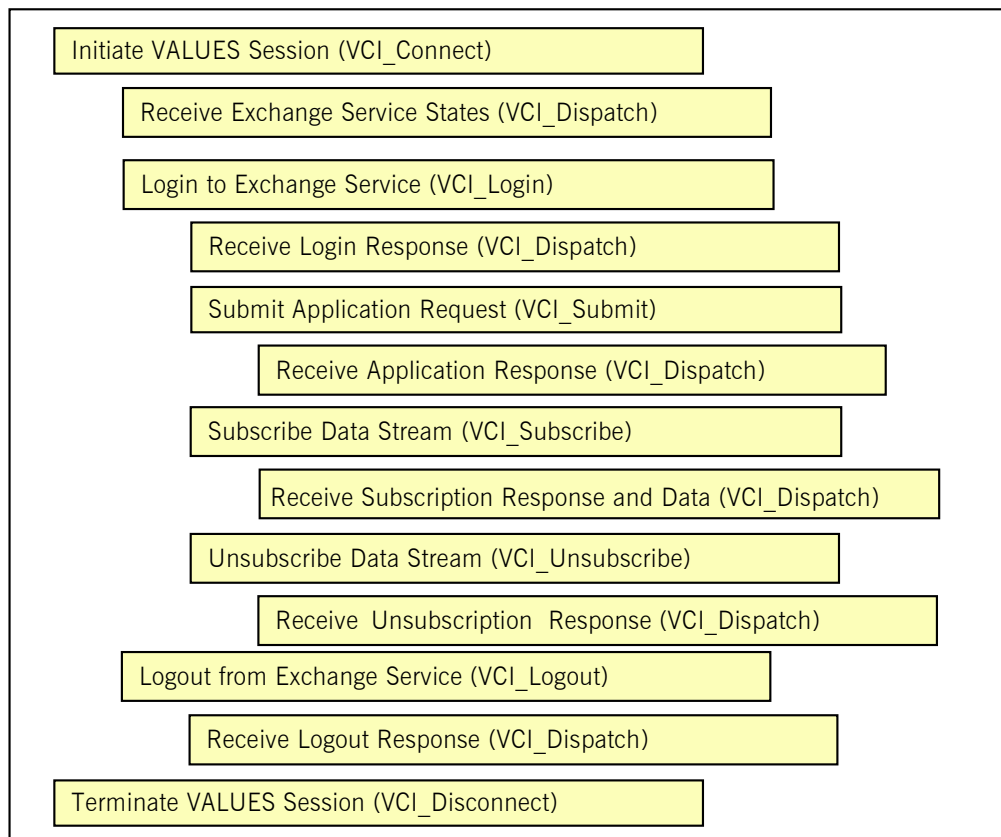 Initiate VALUES Session (VCI_Connect)
Receive Exchange Service States (VCI_Dispatch)
Login to Exchange Service (VCI_Login)
Receive Login Response (VCI_Dispatch)
Submit Application Request (VCI_Submit)
Receive Application Response (VCI_Dispatch)
Subscribe Data Stream (VCI_Subscribe)
Receive Subscription Response and Data (VCI_Dispatch)
Unsubscribe Data Stream (VCI_Unsubscribe)
Receive Unsubscription Response (VCI_Dispatch)
Logout from Exchange Service (VCI_Logout)
Receive Logout Response (VCI_Dispatch)
Terminate VALUES Session (VCI_Disconnect)